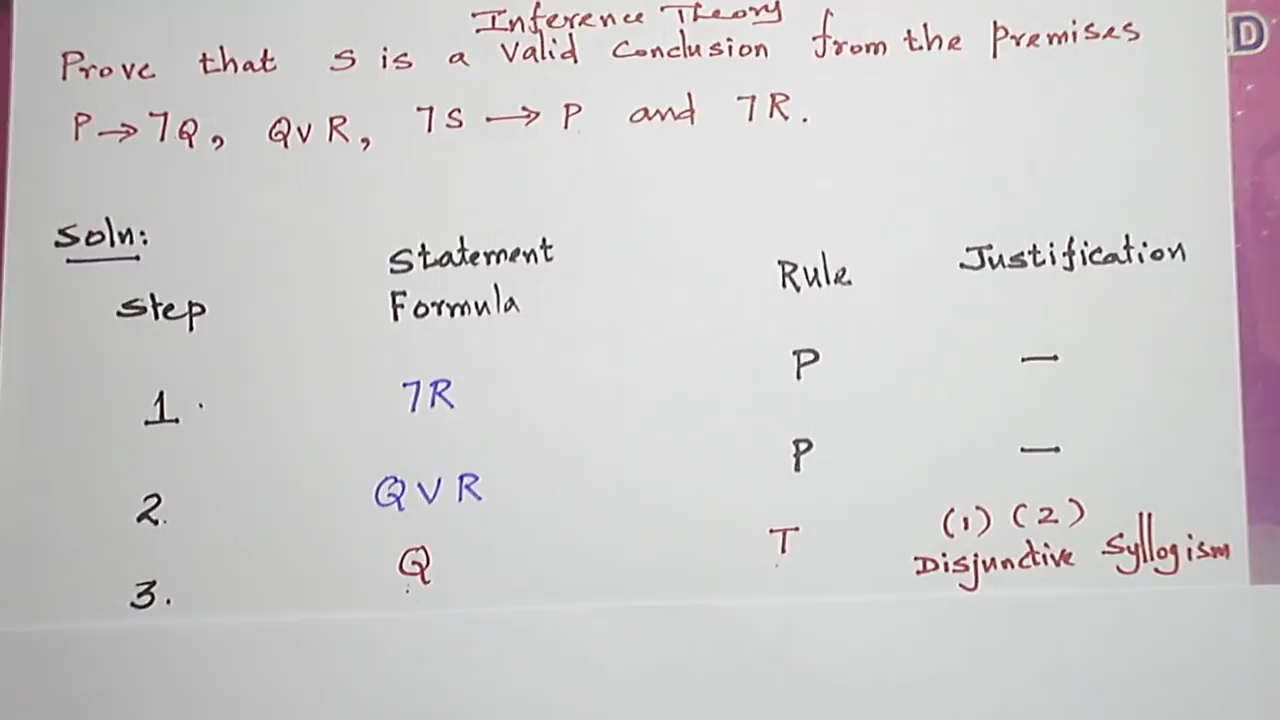 Inference Theory
Prove that S is a Valid Conclusion from the Premises
P → 7Q, Q∨R, 7S → P and 7R.
Soln:
Step Statement Formula Rule Justification
1. 7R P —
2. Q∨R P —
3. Q T (1) (2) Disjunctive Syllogism
D